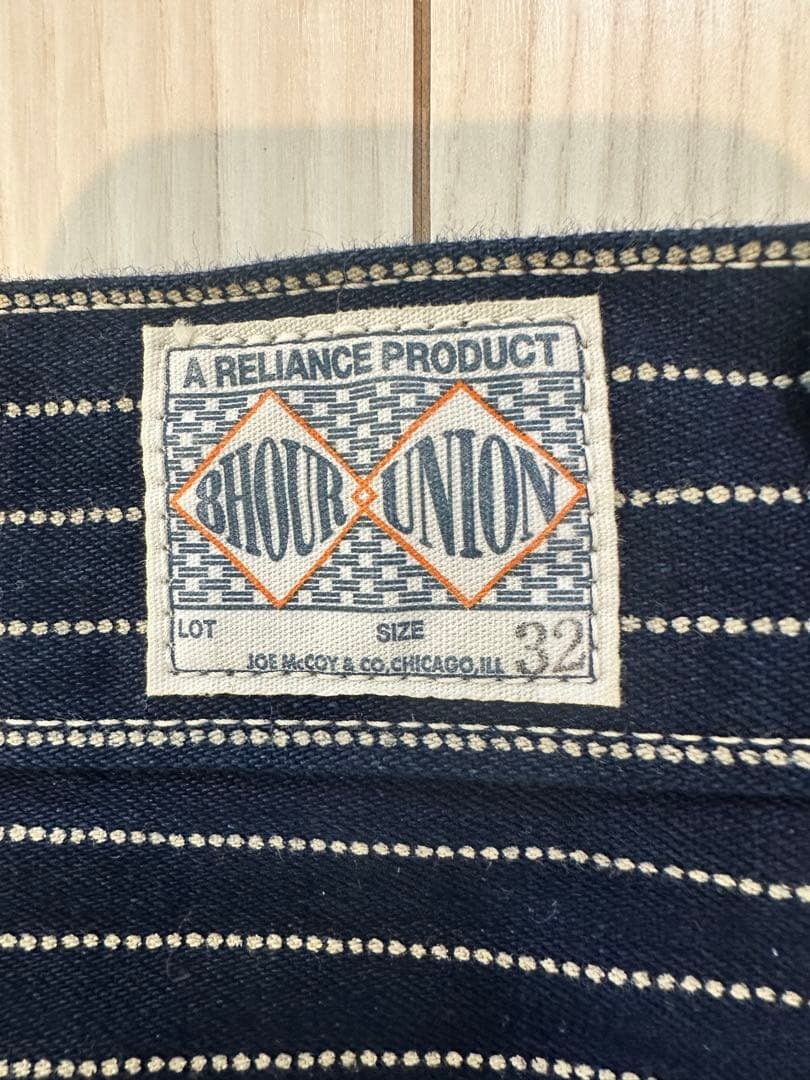 A RELIANCE PRODUCT
8HOUR UNION
LOT SIZE 32
JOE McCOY & CO,CHICAGO,ILL